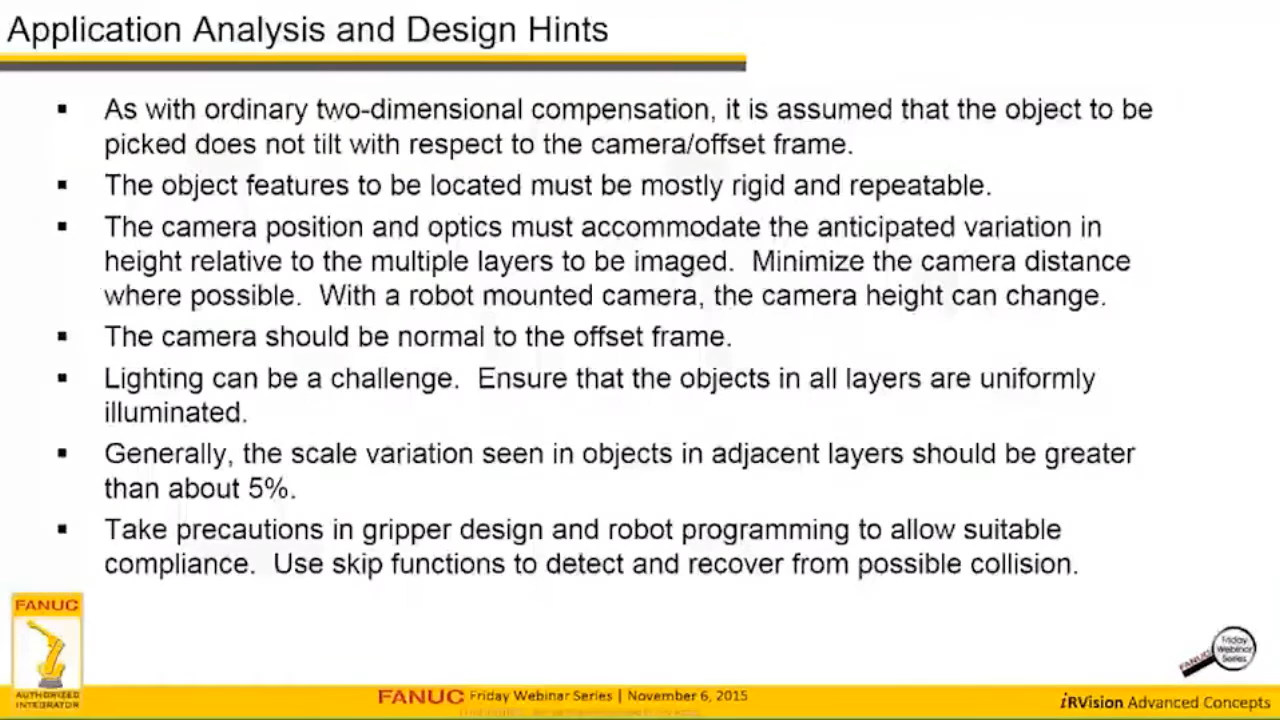 Application Analysis and Design Hints
As with ordinary two-dimensional compensation, it is assumed that the object to be
picked does not tilt with respect to the camera/offset frame.
The object features to be located must be mostly rigid and repeatable.
The camera position and optics must accommodate the anticipated variation in
height relative to the multiple layers to be imaged.  Minimize the camera distance
where possible.  With a robot mounted camera, the camera height can change.
The camera should be normal to the offset frame.
Lighting can be a challenge.  Ensure that the objects in all layers are uniformly
illuminated.
Generally, the scale variation seen in objects in adjacent layers should be greater
than about 5%.
Take precautions in gripper design and robot programming to allow suitable
compliance.  Use skip functions to detect and recover from possible collision.
FANUC
AUTHORIZED
INTEGRATOR
FANUC Friday Webinar Series | November 6, 2015
Friday
Webinar
Series
FANUC
iRVision Advanced Concepts